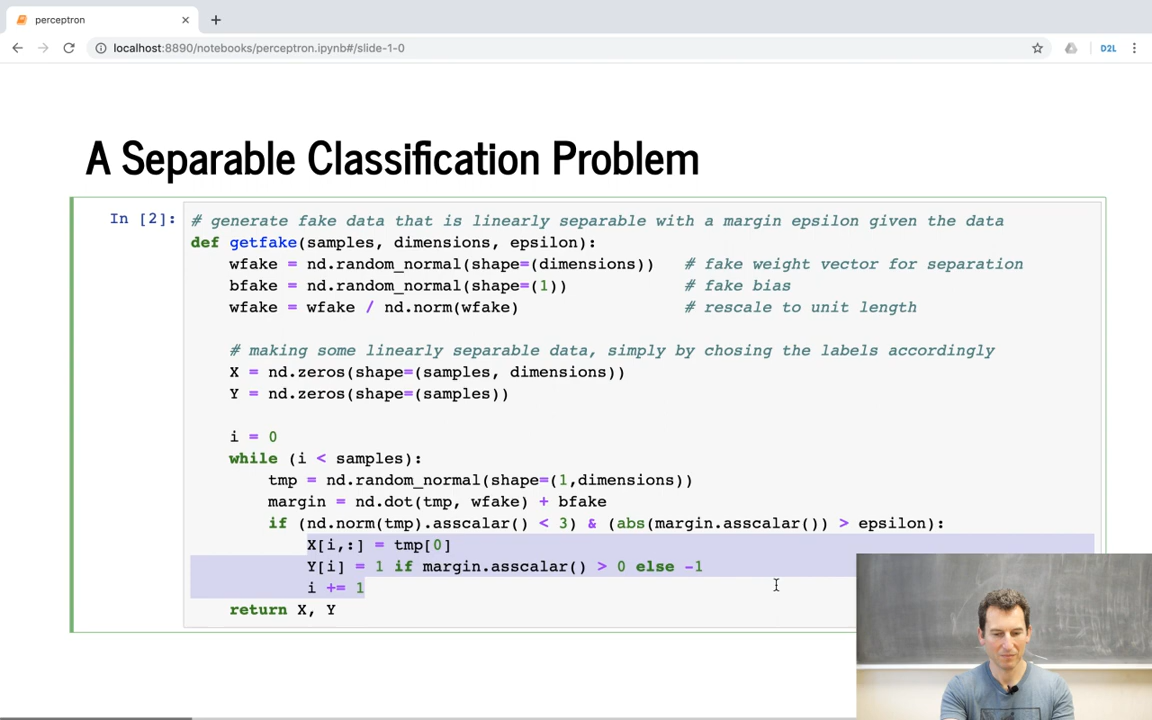 perceptron
localhost:8890/notebooks/perceptron.ipynb#/slide-1-0
D2L
A Separable Classification Problem
In [2]:
# generate fake data that is linearly separable with a margin epsilon given the data
def getfake(samples, dimensions, epsilon):
    wfake = nd.random_normal(shape=(dimensions))   # fake weight vector for separation
    bfake = nd.random_normal(shape=(1))            # fake bias
    wfake = wfake / nd.norm(wfake)                 # rescale to unit length
    # making some linearly separable data, simply by chosing the labels accordingly
    X = nd.zeros(shape=(samples, dimensions))
    Y = nd.zeros(shape=(samples))
    i = 0
    while (i < samples):
        tmp = nd.random_normal(shape=(1,dimensions))
        margin = nd.dot(tmp, wfake) + bfake
        if (nd.norm(tmp).asscalar() < 3) & (abs(margin.asscalar()) > epsilon):
            X[i,:] = tmp[0]
            Y[i] = 1 if margin.asscalar() > 0 else -1
            i += 1
    return X, Y